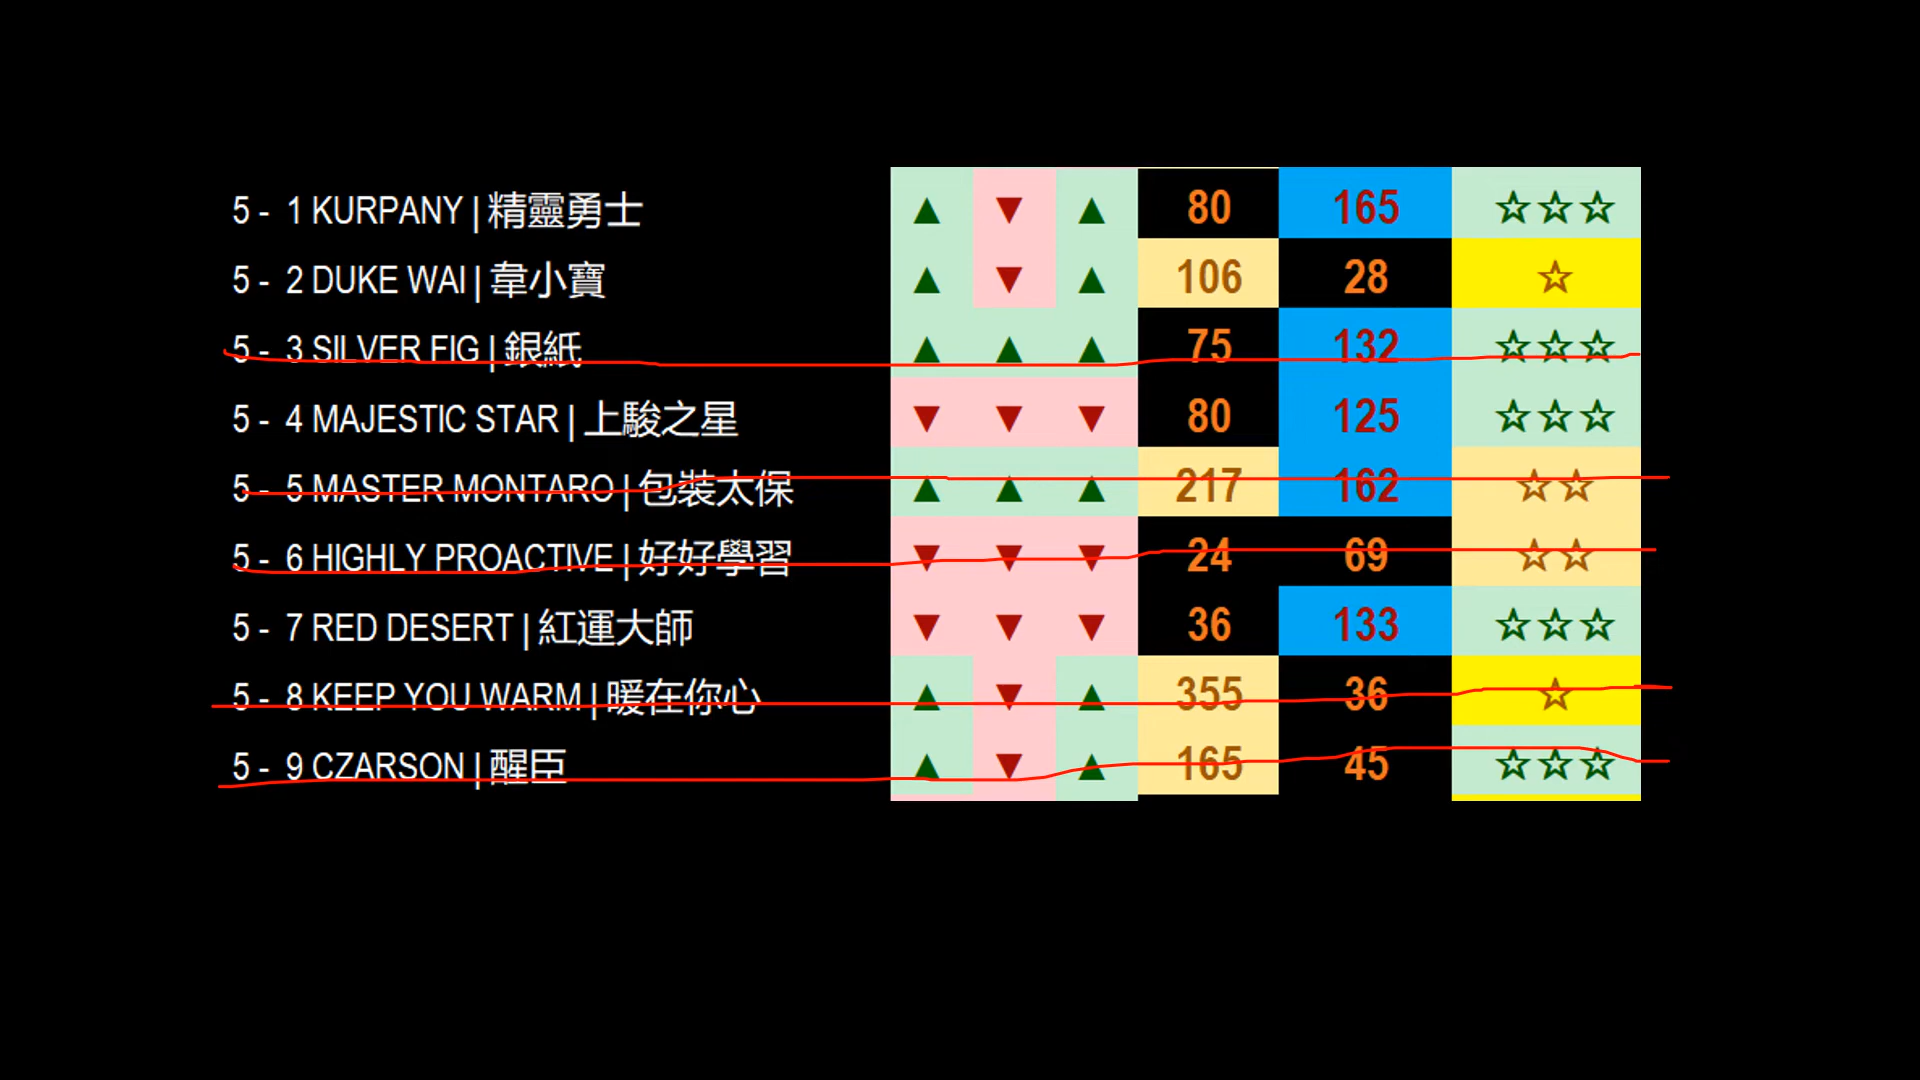 5 - 1 KURPANY | 精靈勇士 ▲ ▼ ▲ 80 165 ☆☆☆
5 - 2 DUKE WAI | 韋小寶 ▲ ▼ ▲ 106 28 ☆
5 - 3 SILVER FIG | 銀紙 ▲ ▲ ▲ 75 132 ☆☆☆
5 - 4 MAJESTIC STAR | 上駿之星 ▼ ▼ ▼ 80 125 ☆☆☆
5 - 5 MASTER MONTARO | 包裝太保 ▲ ▲ ▲ 217 162 ☆☆
5 - 6 HIGHLY PROACTIVE | 好好學習 ▼ ▼ ▼ 24 69 ☆☆
5 - 7 RED DESERT | 紅運大師 ▼ ▼ ▼ 36 133 ☆☆☆
5 - 8 KEEP YOU WARM | 暖在你心 ▲ ▼ ▲ 355 36 ☆
5 - 9 CZARSON | 醒臣 ▲ ▼ ▲ 165 45 ☆☆☆